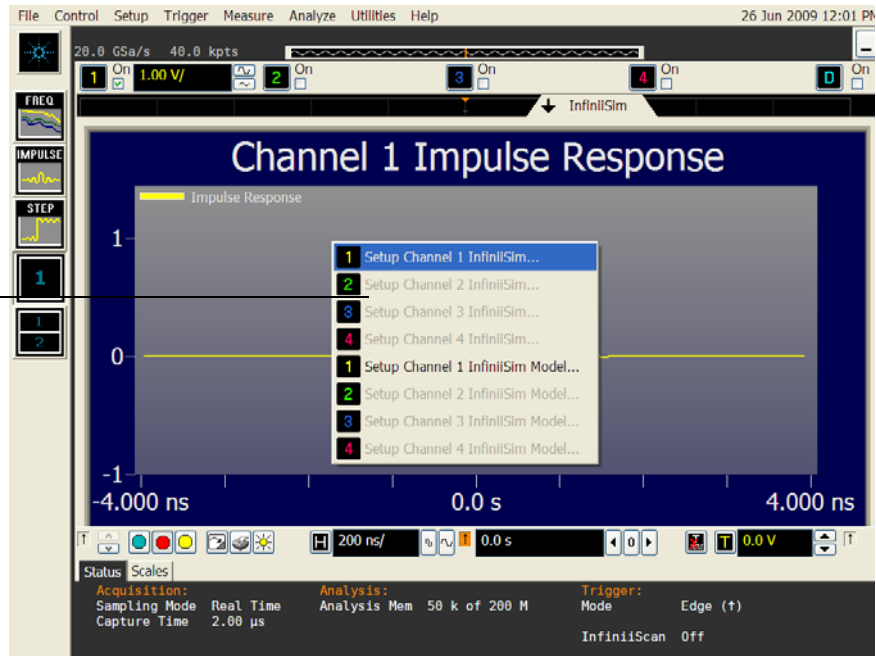 File Control Setup Trigger Measure Analyze Utilities Help 26 Jun 2009 12:01 PM
20.0 GSa/s 40.0 kpts
1 On 1.00 V/ 2 On 3 On 4 On D On
InfiniiSim
FREQ
IMPULSE
STEP
1
1
2
Channel 1 Impulse Response
Impulse Response
1
0
-1
-4.000 ns 0.0 s 4.000 ns
1 Setup Channel 1 InfiniiSim...
2 Setup Channel 2 InfiniiSim...
3 Setup Channel 3 InfiniiSim...
4 Setup Channel 4 InfiniiSim...
1 Setup Channel 1 InfiniiSim Model...
2 Setup Channel 2 InfiniiSim Model...
3 Setup Channel 3 InfiniiSim Model...
4 Setup Channel 4 InfiniiSim Model...
H 200 ns/ 0.0 s 0 T 0.0 V
Status Scales
Acquisition: Analysis: Trigger:
Sampling Mode Real Time Analysis Mem 50 k of 200 M Mode Edge (↑)
Capture Time 2.00 µs
InfiniiScan Off